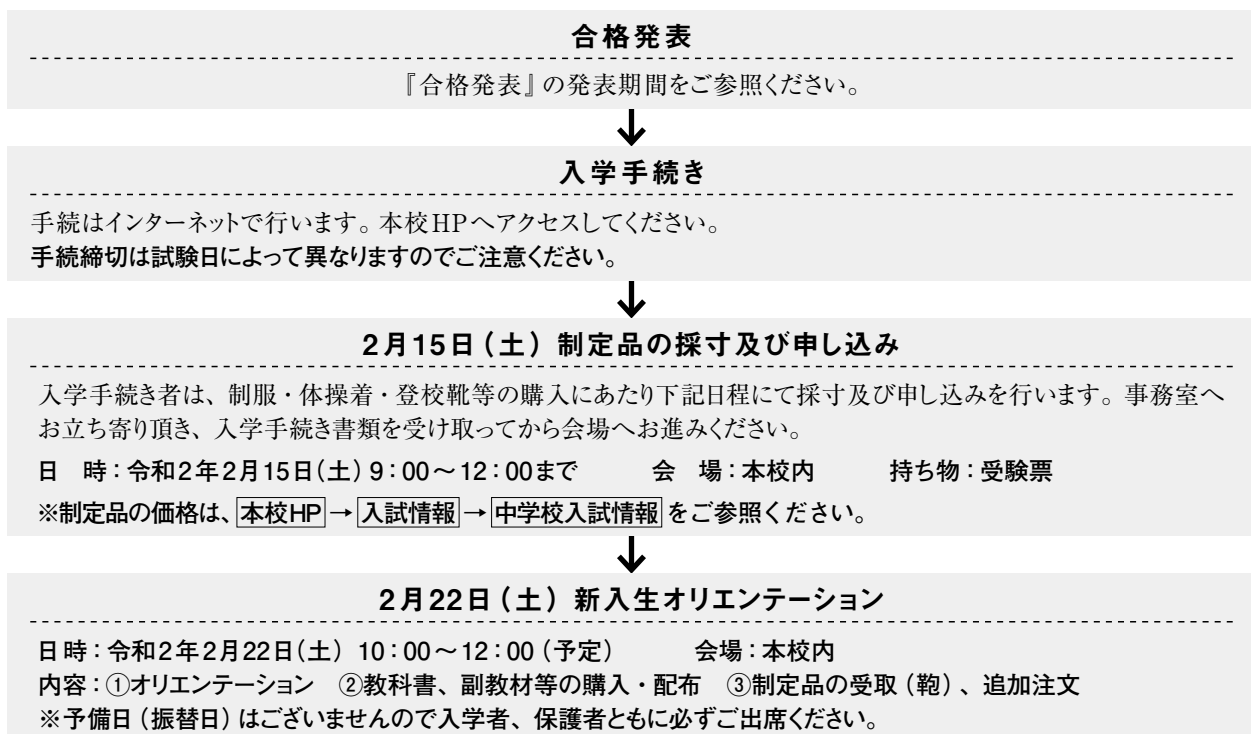 合格発表
『合格発表』の発表期間をご参照ください。
↓
入学手続き
手続はインターネットで行います。本校HPへアクセスしてください。
手続締切は試験日によって異なりますのでご注意ください。
↓
2月15日(土) 制定品の採寸及び申し込み
入学手続き者は、制服・体操着・登校靴等の購入にあたり下記日程にて採寸及び申し込みを行います。事務室へ
お立ち寄り頂き、入学手続き書類を受け取ってから会場へお進みください。
日 時:令和2年2月15日(土) 9:00~12:00まで 会 場:本校内 持ち物:受験票
※制定品の価格は、本校HP→入試情報→中学校入試情報をご参照ください。
↓
2月22日(土) 新入生オリエンテーション
日時:令和2年2月22日(土) 10:00~12:00(予定) 会場:本校内
内容:①オリエンテーション ②教科書、副教材等の購入・配布 ③制定品の受取(鞄)、追加注文
※予備日(振替日)はございませんので入学者、保護者ともに必ずご出席ください。